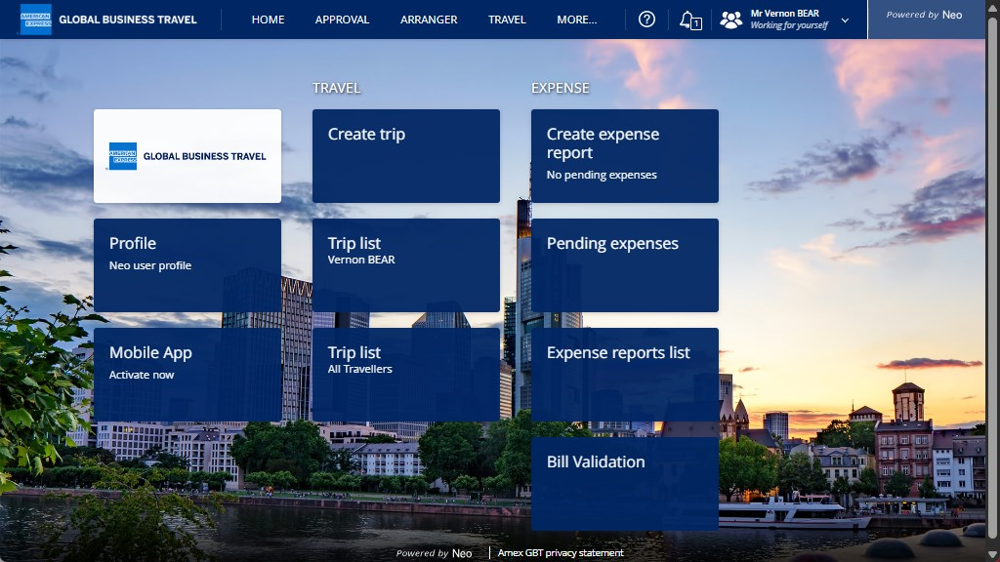 AMERICAN EXPRESS
GLOBAL BUSINESS TRAVEL
HOME
APPROVAL
ARRANGER
TRAVEL
MORE...
1
Mr Vernon BEAR
Working for yourself
Powered by Neo
TRAVEL
EXPENSE
AMERICAN EXPRESS
GLOBAL BUSINESS TRAVEL
Create trip
Create expense
report
No pending expenses
Profile
Neo user profile
Trip list
Vernon BEAR
Pending expenses
Mobile App
Activate now
Trip list
All Travellers
Expense reports list
Bill Validation
Powered by Neo
Amex GBT privacy statement